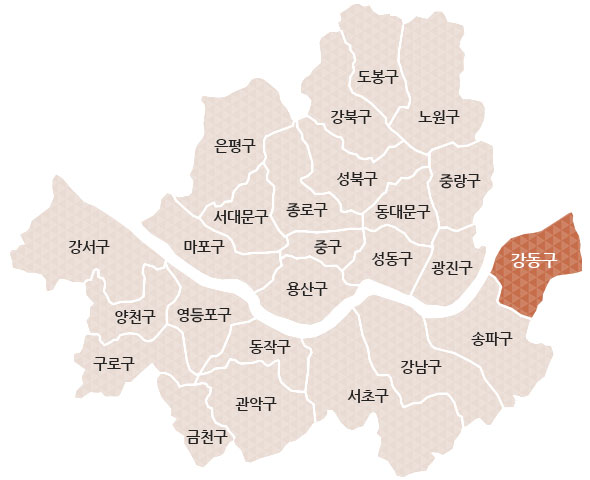 도봉구
강북구
노원구
은평구
성북구
중랑구
서대문구
종로구
동대문구
강서구
마포구
중구
성동구
광진구
강동구
용산구
양천구
영등포구
동작구
송파구
구로구
강남구
관악구
서초구
금천구